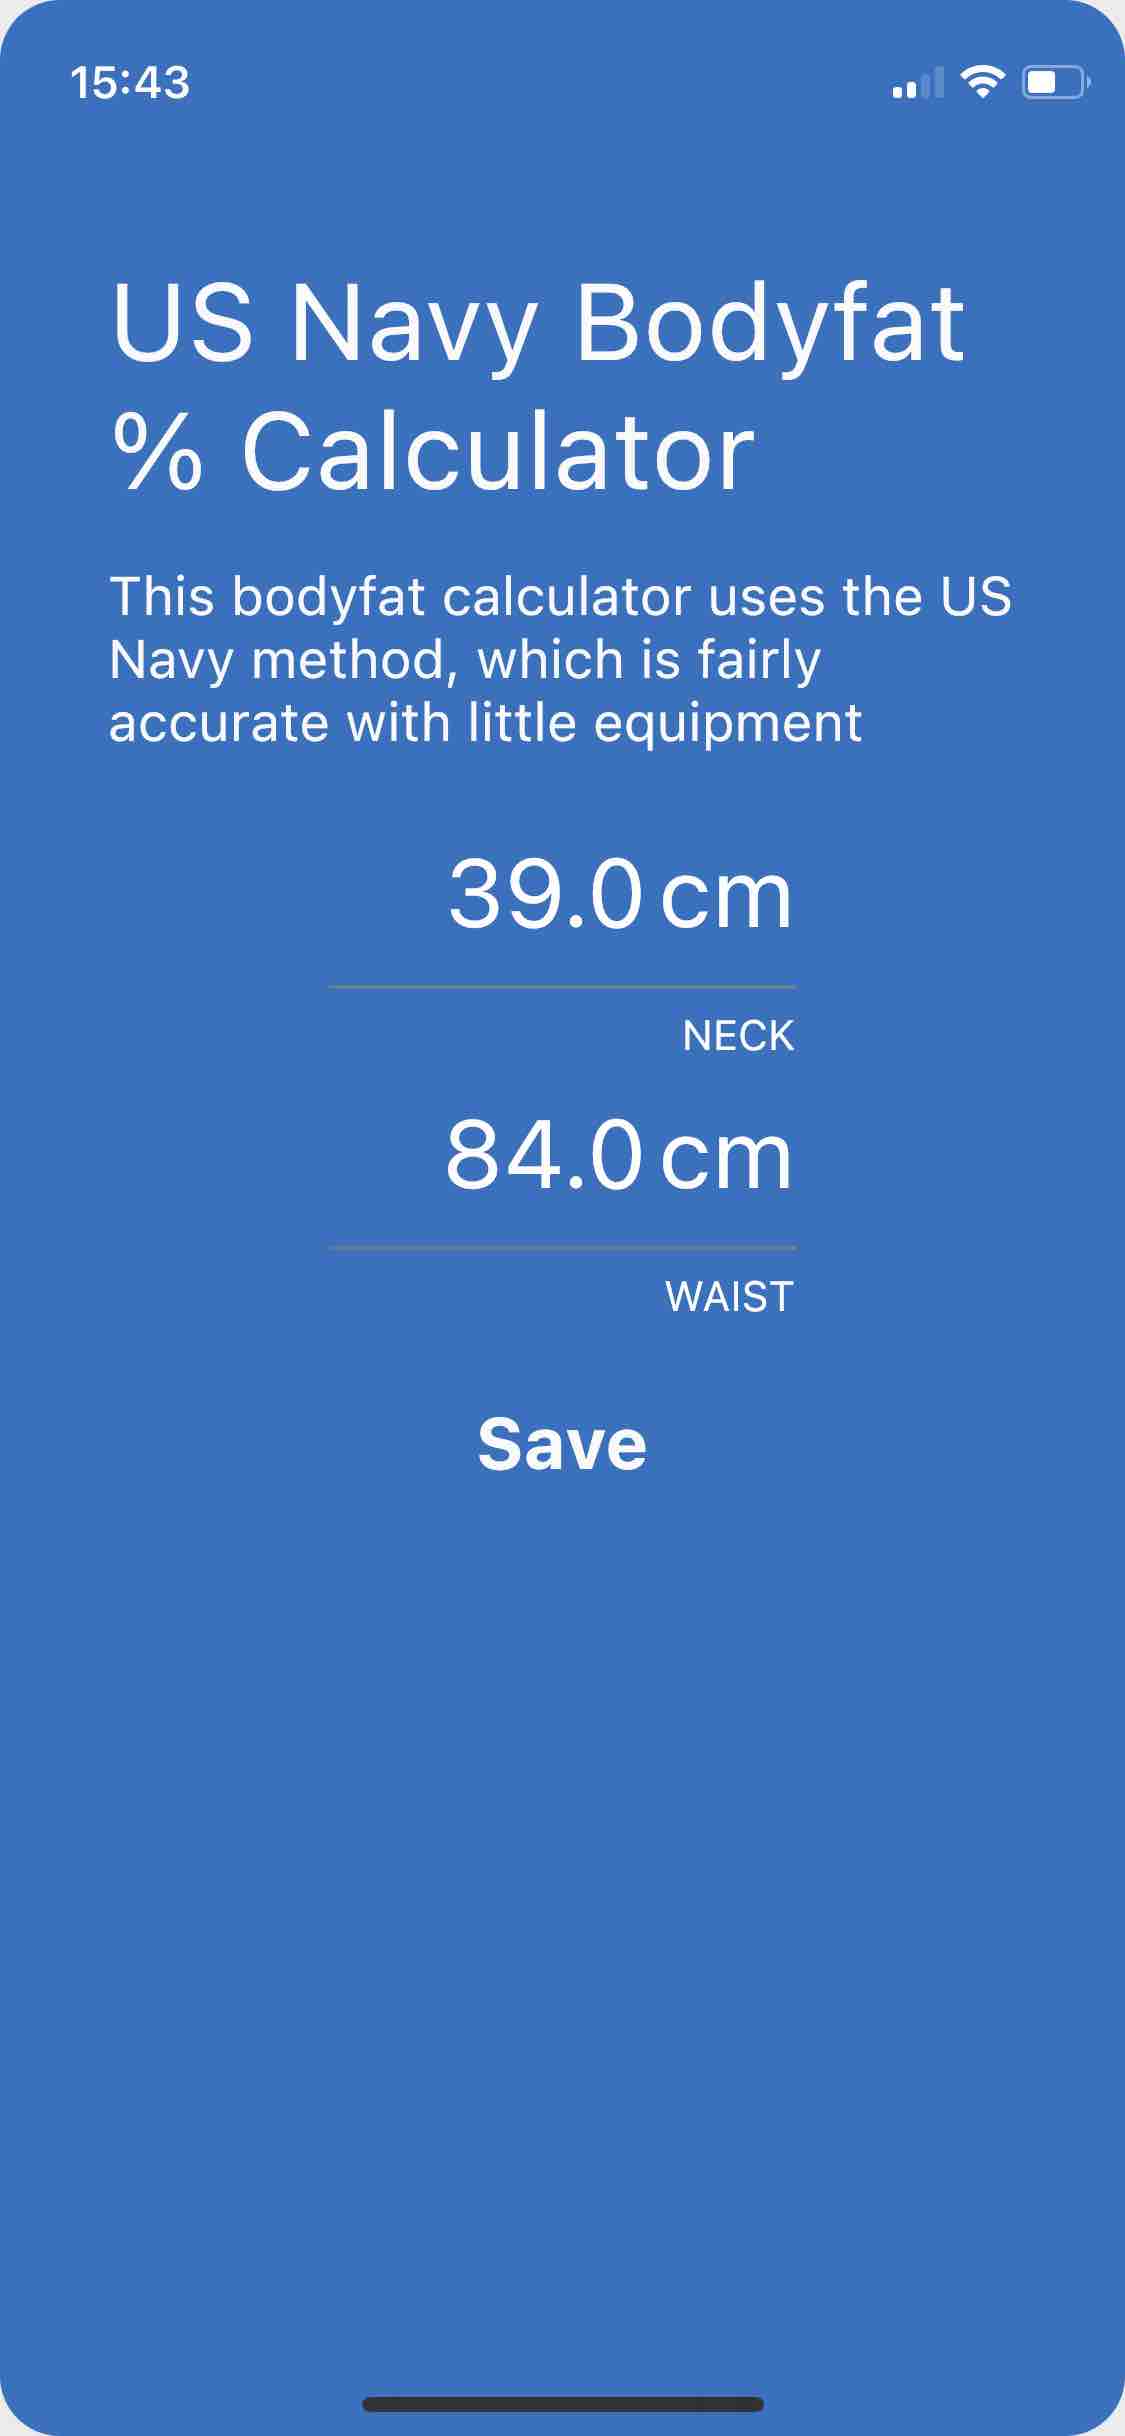 15:43
US Navy Bodyfat
% Calculator
This bodyfat calculator uses the US
Navy method, which is fairly
accurate with little equipment
39.0 cm
NECK
84.0 cm
WAIST
Save